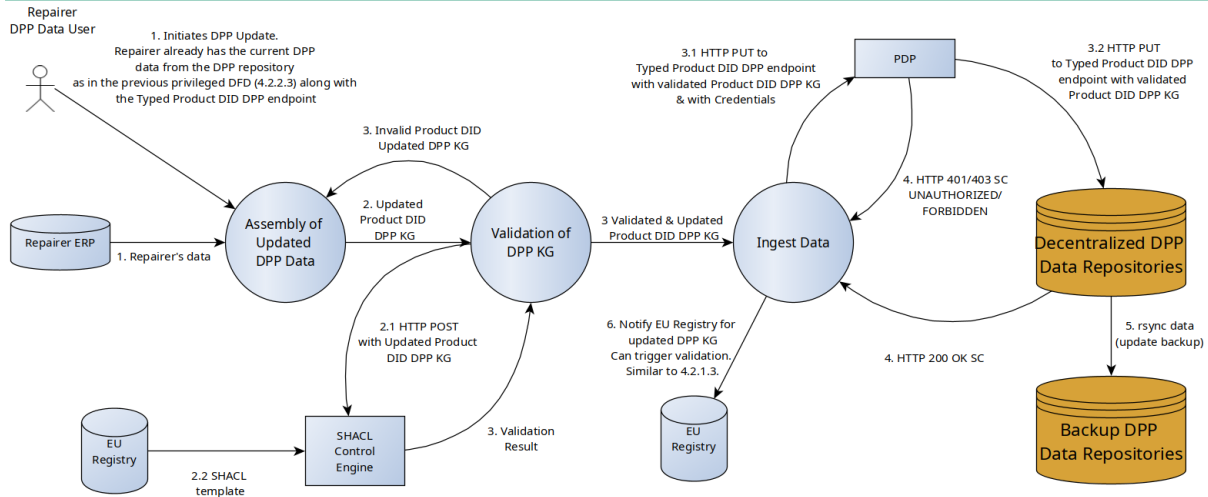 Repairer
DPP Data User
1. Initiates DPP Update.
Repairer already has the current DPP
data from the DPP repository
as in the previous privileged DFD (4.2.2.3) along with
the Typed Product DID DPP endpoint
3.1 HTTP PUT to
Typed Product DID DPP endpoint
with validated Product DID DPP KG
& with Credentials
PDP
3.2 HTTP PUT
to Typed Product DID DPP
endpoint with validated
Product DID DPP KG
3. Invalid Product DID
Updated DPP KG
4. HTTP 401/403 SC
UNAUTHORIZED/
FORBIDDEN
Repairer ERP
1. Repairer's data
Assembly of
Updated
DPP Data
2. Updated
Product DID
DPP KG
Validation of
DPP KG
3 Validated & Updated
Product DID DPP KG
Ingest Data
Decentralized DPP
Data Repositories
2.1 HTTP POST
with Updated Product
DID DPP KG
6. Notify EU Registry for
updated DPP KG
Can trigger validation.
Similar to 4.2.1.3.
4. HTTP 200 OK SC
5. rsync data
(update backup)
EU
Registry
2.2 SHACL
template
SHACL
Control
Engine
3. Validation
Result
EU
Registry
Backup DPP
Data Repositories